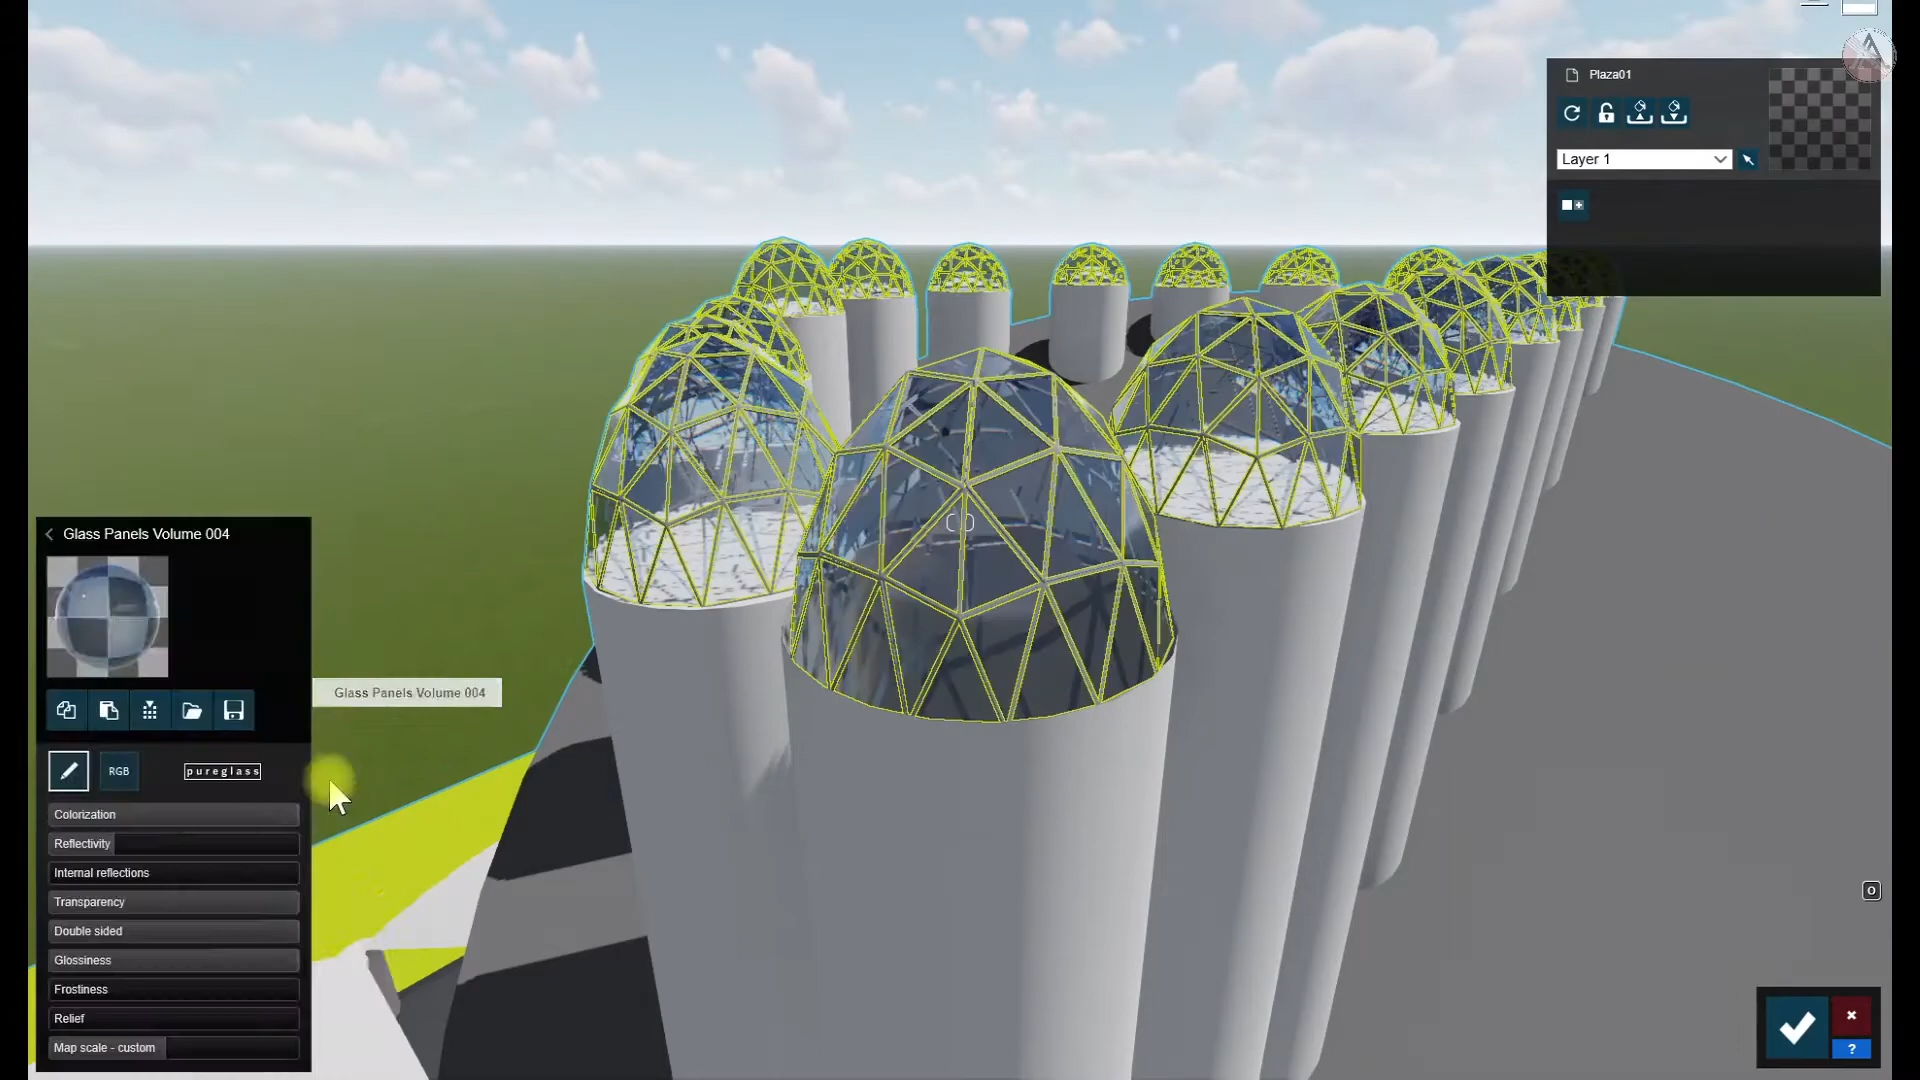 Plaza01
Layer 1
Glass Panels Volume 004
Glass Panels Volume 004
RGB
pureglass
Colorization
Reflectivity
Internal reflections
Transparency
Double sided
Glossiness
Frostiness
Relief
Map scale - custom
O
?